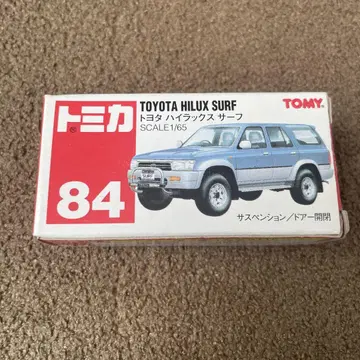 トミカ
TOYOTA HILUX SURF
トヨタ ハイラックス サーフ
SCALE1/65
TOMY
84
サスペンション/ドアー開閉